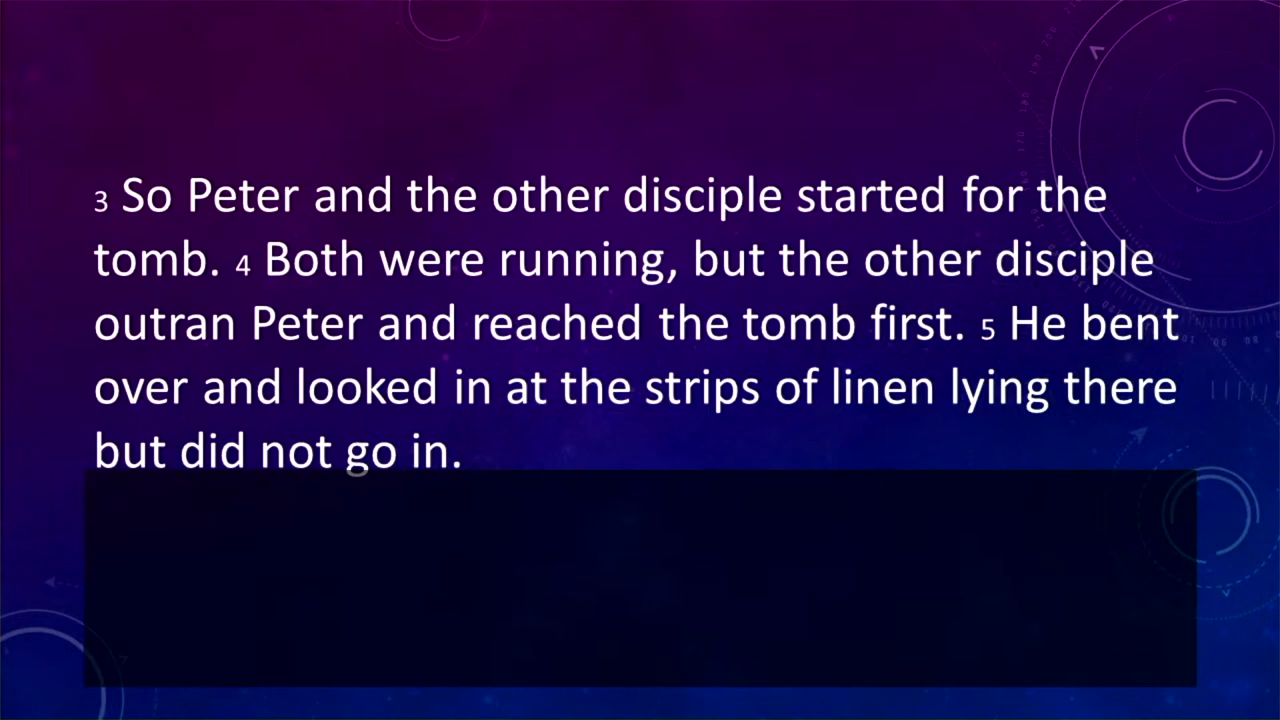 3 So Peter and the other disciple started for the
tomb. 4 Both were running, but the other disciple
outran Peter and reached the tomb first. 5 He bent
over and looked in at the strips of linen lying there
but did not go in.